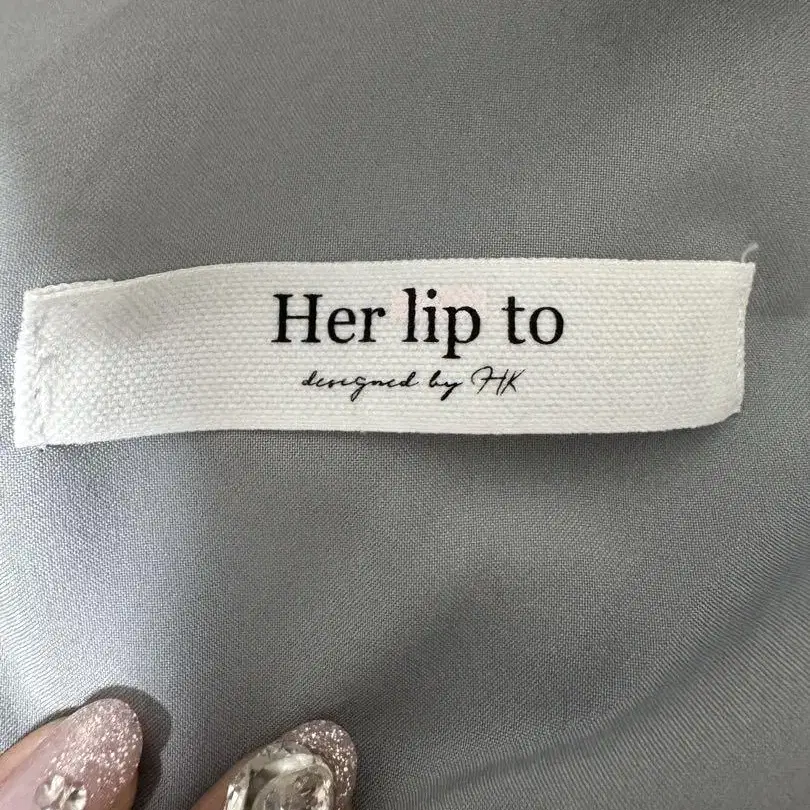 Her lip to
designed by HK